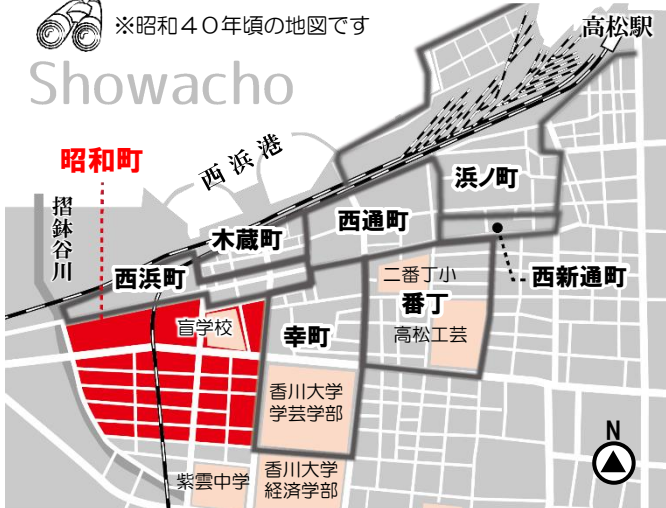 ※昭和４０年頃の地図です
高松駅
Showacho
昭和町
西浜港
浜ノ町
摺鉢谷川
木蔵町
西通町
西浜町
二番丁小
西新通町
番丁
盲学校
幸町
高松工芸
香川大学
学芸学部
紫雲中学
香川大学
経済学部
N